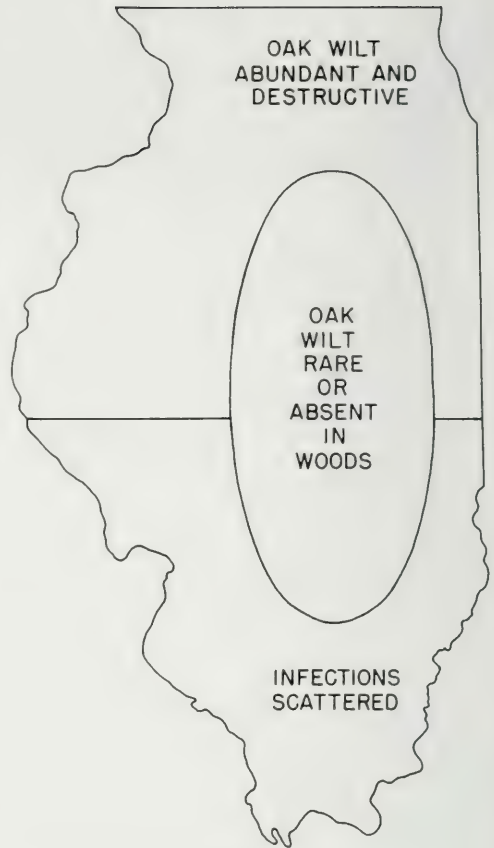 OAK WILT
ABUNDANT AND
DESTRUCTIVE
OAK
WILT
RARE
OR
ABSENT
IN
WOODS
INFECTIONS
SCATTERED